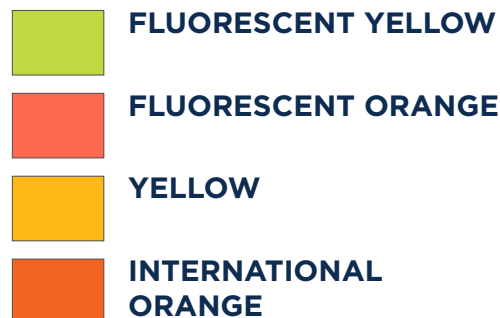 FLUORESCENT YELLOW
FLUORESCENT ORANGE
YELLOW
INTERNATIONAL
ORANGE